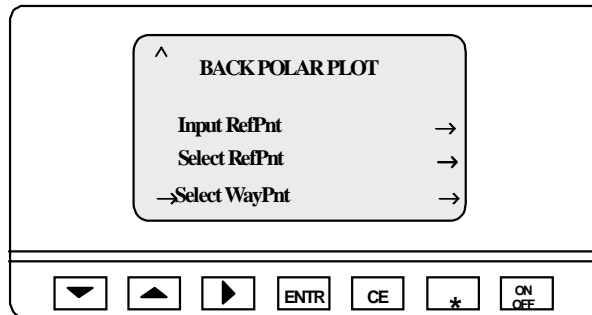 ^
BACK POLAR PLOT
Input RefPnt →
Select RefPnt →
→Select WayPnt →
ENTR CE * ON OFF